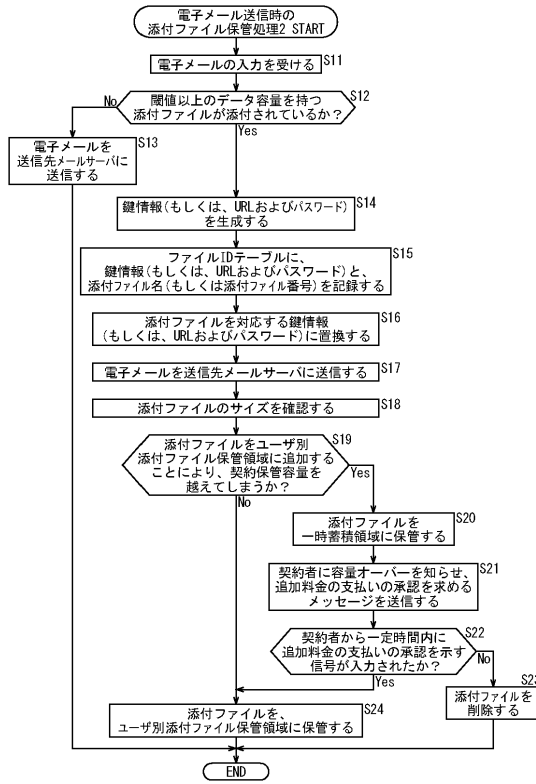 電子メール送信時の
添付ファイル保管処理2 START
S11
電子メールの入力を受ける
S12
閾値以上のデータ容量を持つ
添付ファイルが添付されているか？
No
Yes
S13
電子メールを
送信先メールサーバに
送信する
S14
鍵情報(もしくは、URLおよびパスワード)
を生成する
S15
ファイルIDテーブルに、
鍵情報(もしくは、URLおよびパスワード)と、
添付ファイル名(もしくは添付ファイル番号)を記録する
S16
添付ファイルを対応する鍵情報
(もしくは、URLおよびパスワード)に置換する
S17
電子メールを送信先メールサーバに送信する
S18
添付ファイルのサイズを確認する
S19
添付ファイルをユーザ別
添付ファイル保管領域に追加する
ことにより、契約保管容量を
越えてしまうか？
Yes
No
S20
添付ファイルを
一時蓄積領域に保管する
S21
契約者に容量オーバーを知らせ、
追加料金の支払いの承認を求める
メッセージを送信する
S22
契約者から一定時間内に
追加料金の支払いの承認を示す
信号が入力されたか？
No
Yes
S23
添付ファイルを
削除する
S24
添付ファイルを、
ユーザ別添付ファイル保管領域に保管する
END